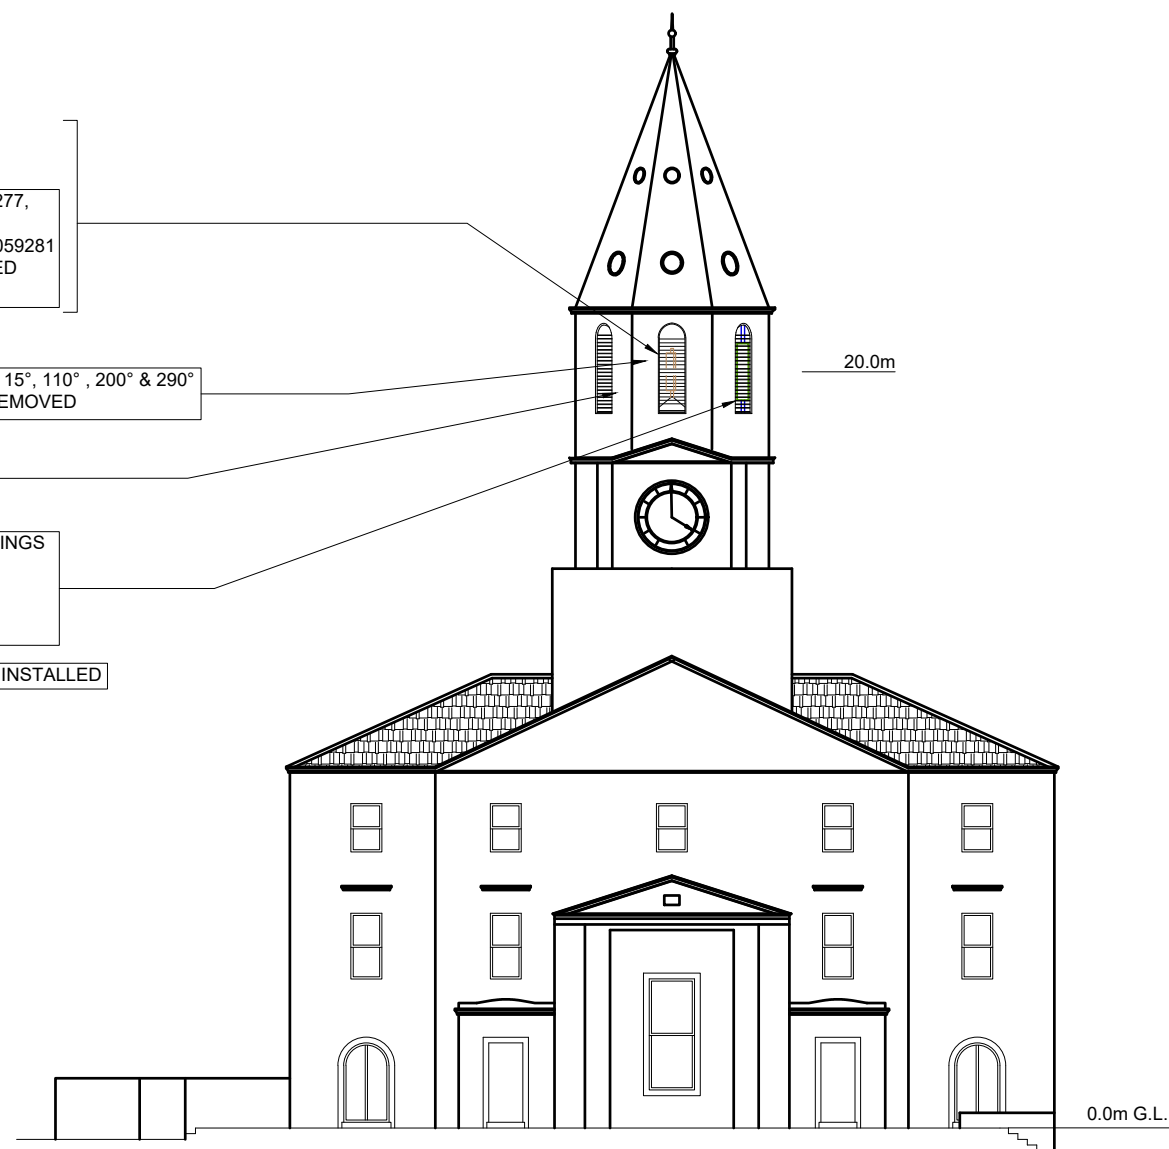 277,
059281
ED
15°, 110° , 200° & 290°
EMOVED
20.0m
INGS
INSTALLED
0.0m G.L.